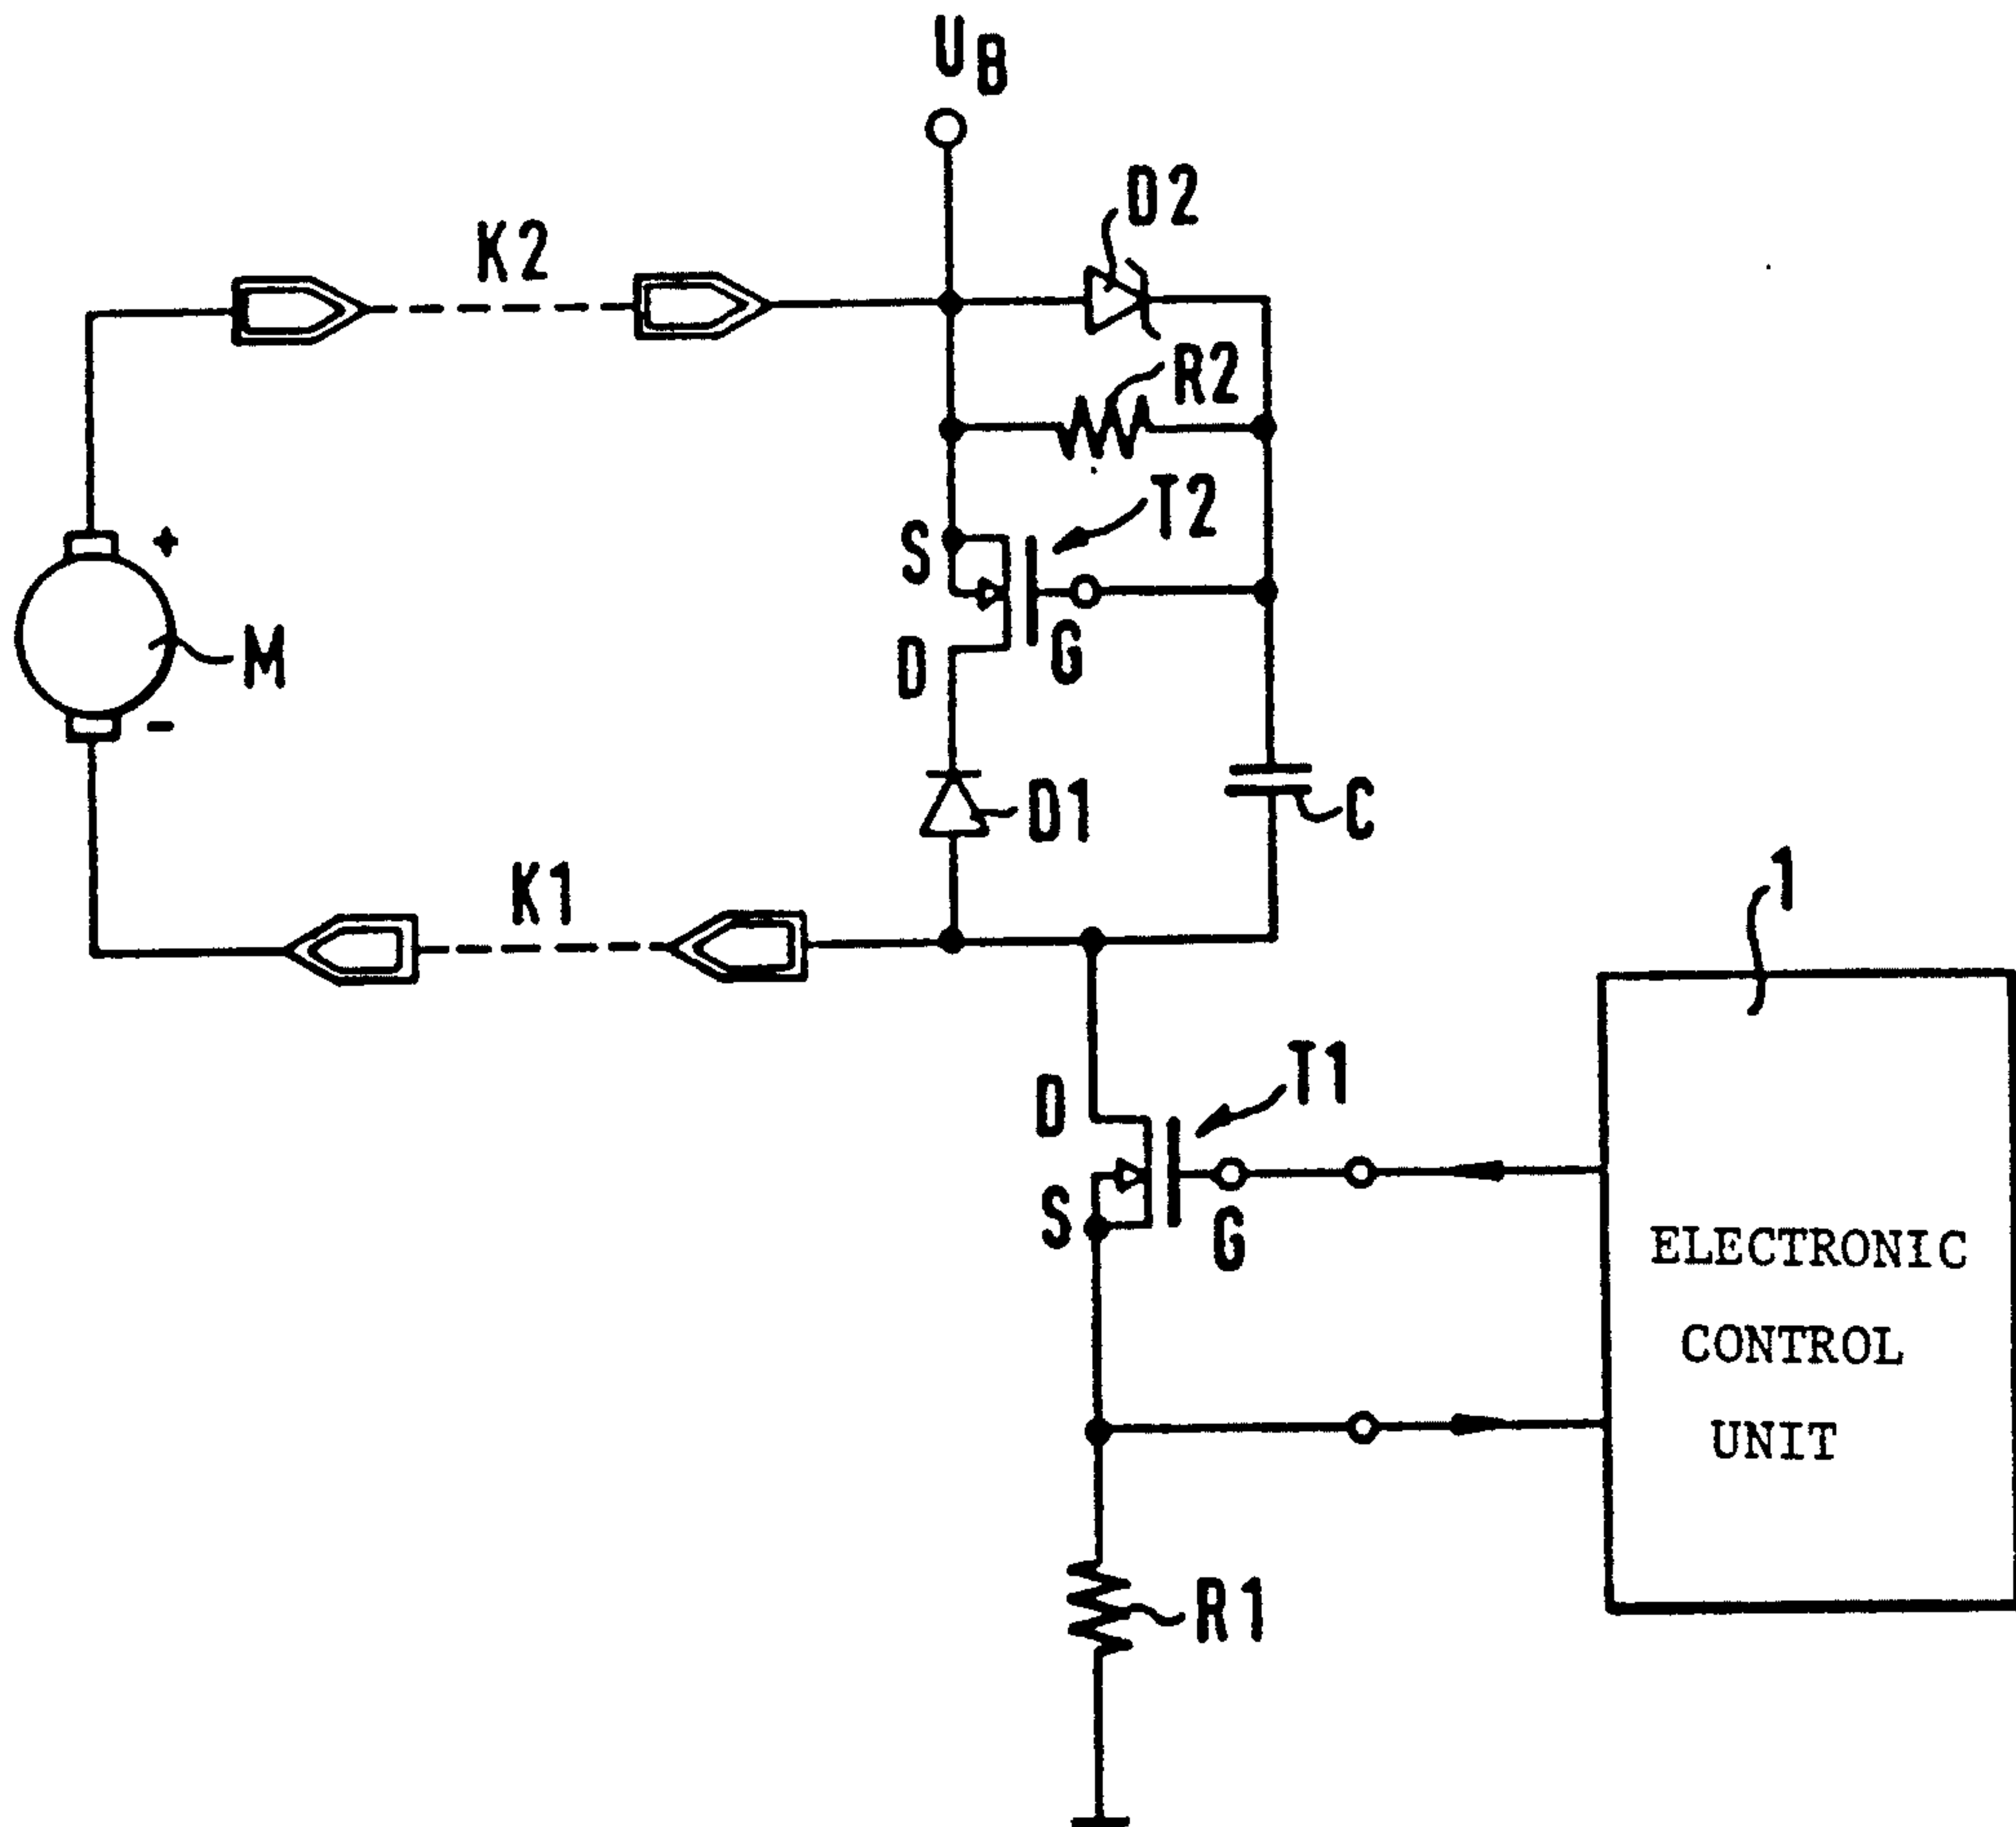 UB
D2
K2
R2
T2
S
+
M
D
G
-
D1
C
K1
1
T1
D
S
G
ELECTRONIC
CONTROL
UNIT
R1